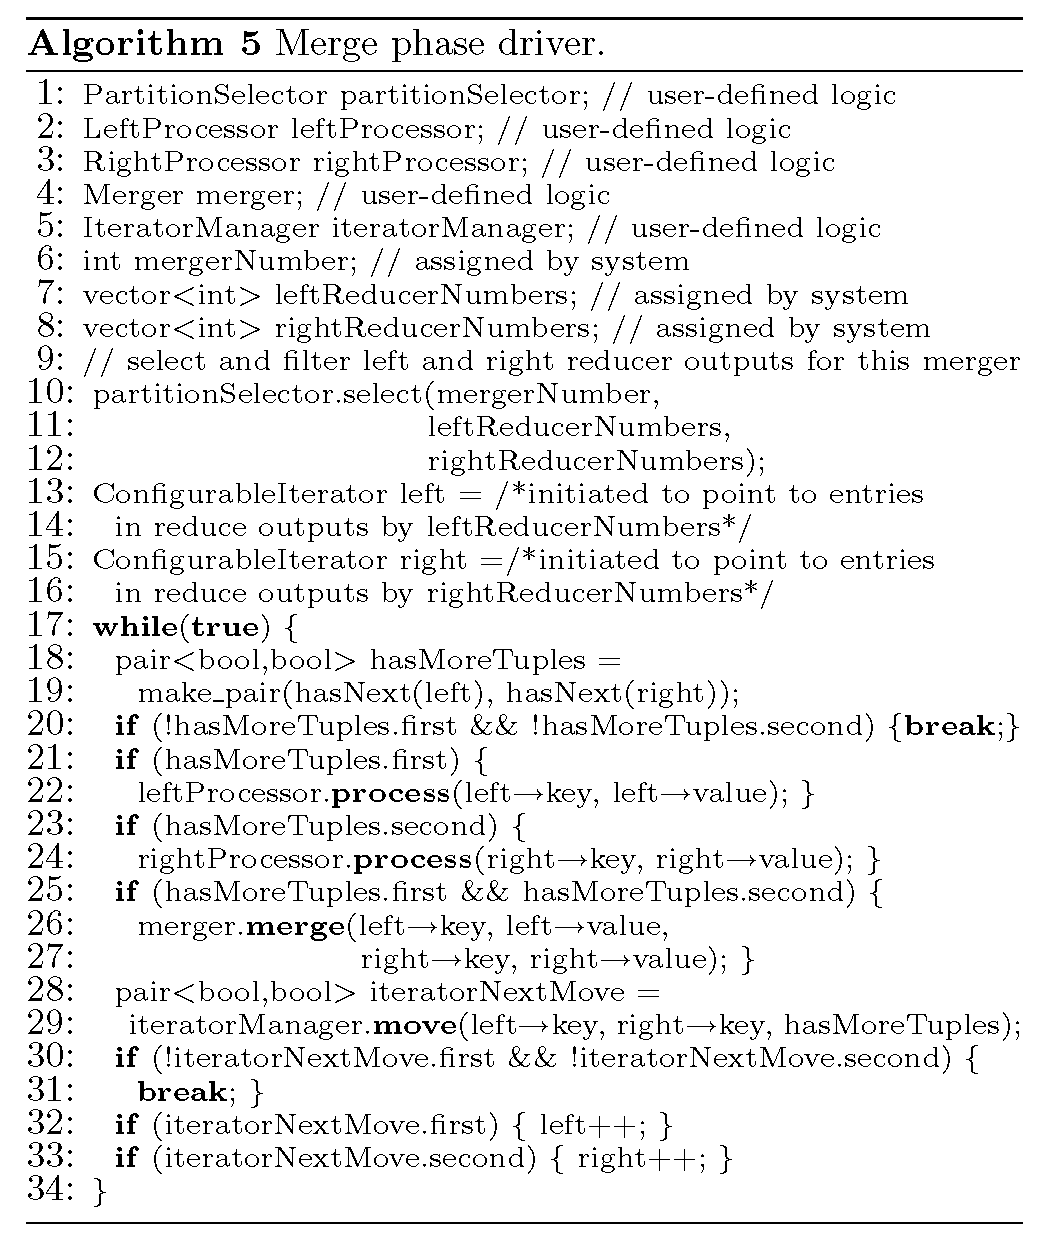 Algorithm 5 Merge phase driver.
1: PartitionSelector partitionSelector; // user-defined logic
2: LeftProcessor leftProcessor; // user-defined logic
3: RightProcessor rightProcessor; // user-defined logic
4: Merger merger; // user-defined logic
5: IteratorManager iteratorManager; // user-defined logic
6: int mergerNumber; // assigned by system
7: vector<int> leftReducerNumbers; // assigned by system
8: vector<int> rightReducerNumbers; // assigned by system
9: // select and filter left and right reducer outputs for this merger
10: partitionSelector.select(mergerNumber,
11: leftReducerNumbers,
12: rightReducerNumbers);
13: ConfigurableIterator left = /*initiated to point to entries
14: in reduce outputs by leftReducerNumbers*/
15: ConfigurableIterator right =/*initiated to point to entries
16: in reduce outputs by rightReducerNumbers*/
17: while(true) {
18: pair<bool,bool> hasMoreTuples =
19: make_pair(hasNext(left), hasNext(right));
20: if (!hasMoreTuples.first && !hasMoreTuples.second) {break;}
21: if (hasMoreTuples.first) {
22: leftProcessor.process(left→key, left→value); }
23: if (hasMoreTuples.second) {
24: rightProcessor.process(right→key, right→value); }
25: if (hasMoreTuples.first && hasMoreTuples.second) {
26: merger.merge(left→key, left→value,
27: right→key, right→value); }
28: pair<bool,bool> iteratorNextMove =
29: iteratorManager.move(left→key, right→key, hasMoreTuples);
30: if (!iteratorNextMove.first && !iteratorNextMove.second) {
31: break; }
32: if (iteratorNextMove.first) { left++; }
33: if (iteratorNextMove.second) { right++; }
34: }